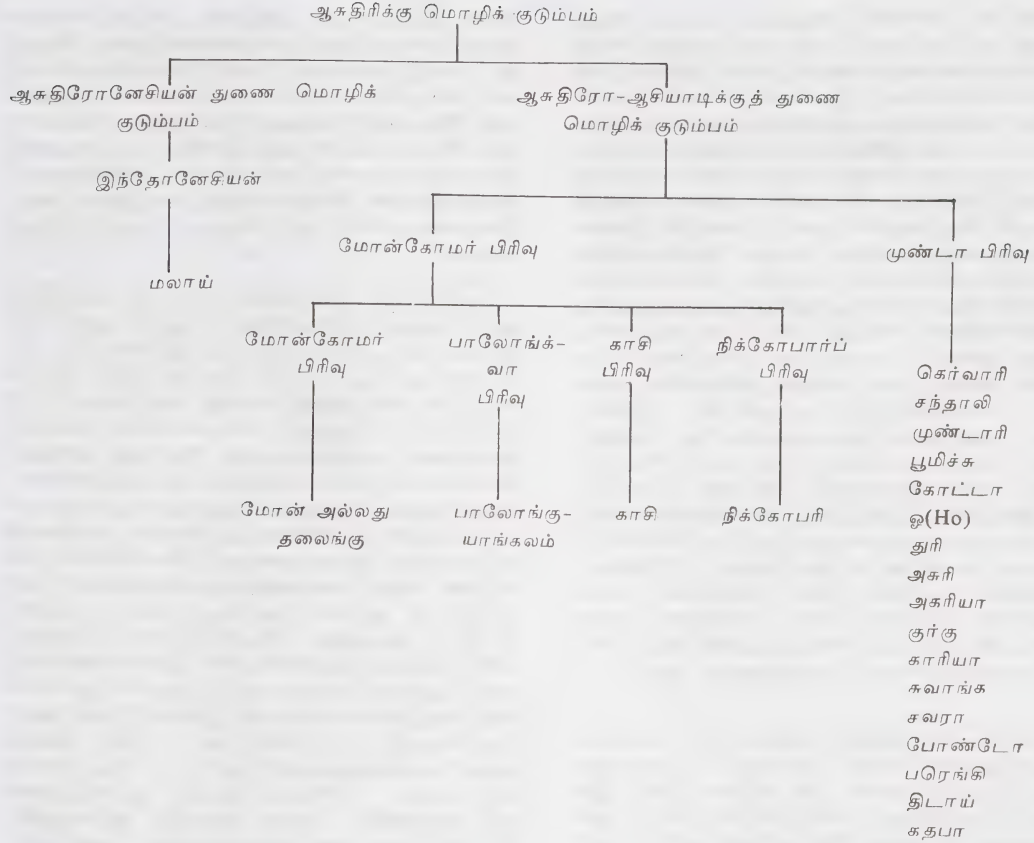 ஆசுதிரிக்கு மொழிக் குடும்பம்
ஆசுதிரோனேசியன் துணை மொழிக்
குடும்பம்
ஆசுதிரோ-ஆசியாடிக்குத் துணை
மொழிக் குடும்பம்
இந்தோனேசியன்
மலாய்
மோன்கோமர் பிரிவு
முண்டா பிரிவு
மோன்கோமர்
பிரிவு
பாலோங்க்-
வா
பிரிவு
காசி
பிரிவு
நிக்கோபார்ப்
பிரிவு
மோன் அல்லது
தலைங்கு
பாலோங்கு-
யாங்கலம்
காசி
நிக்கோபரி
கெர்வாரி
சந்தாலி
முண்டாரி
பூமிச்சு
கோட்டா
ஓ(Ho)
துரி
அசுரி
அகரியா
குர்கு
காரியா
சுவாங்க
சவரா
போண்டோ
பரெங்கி
திடாய்
கதபா